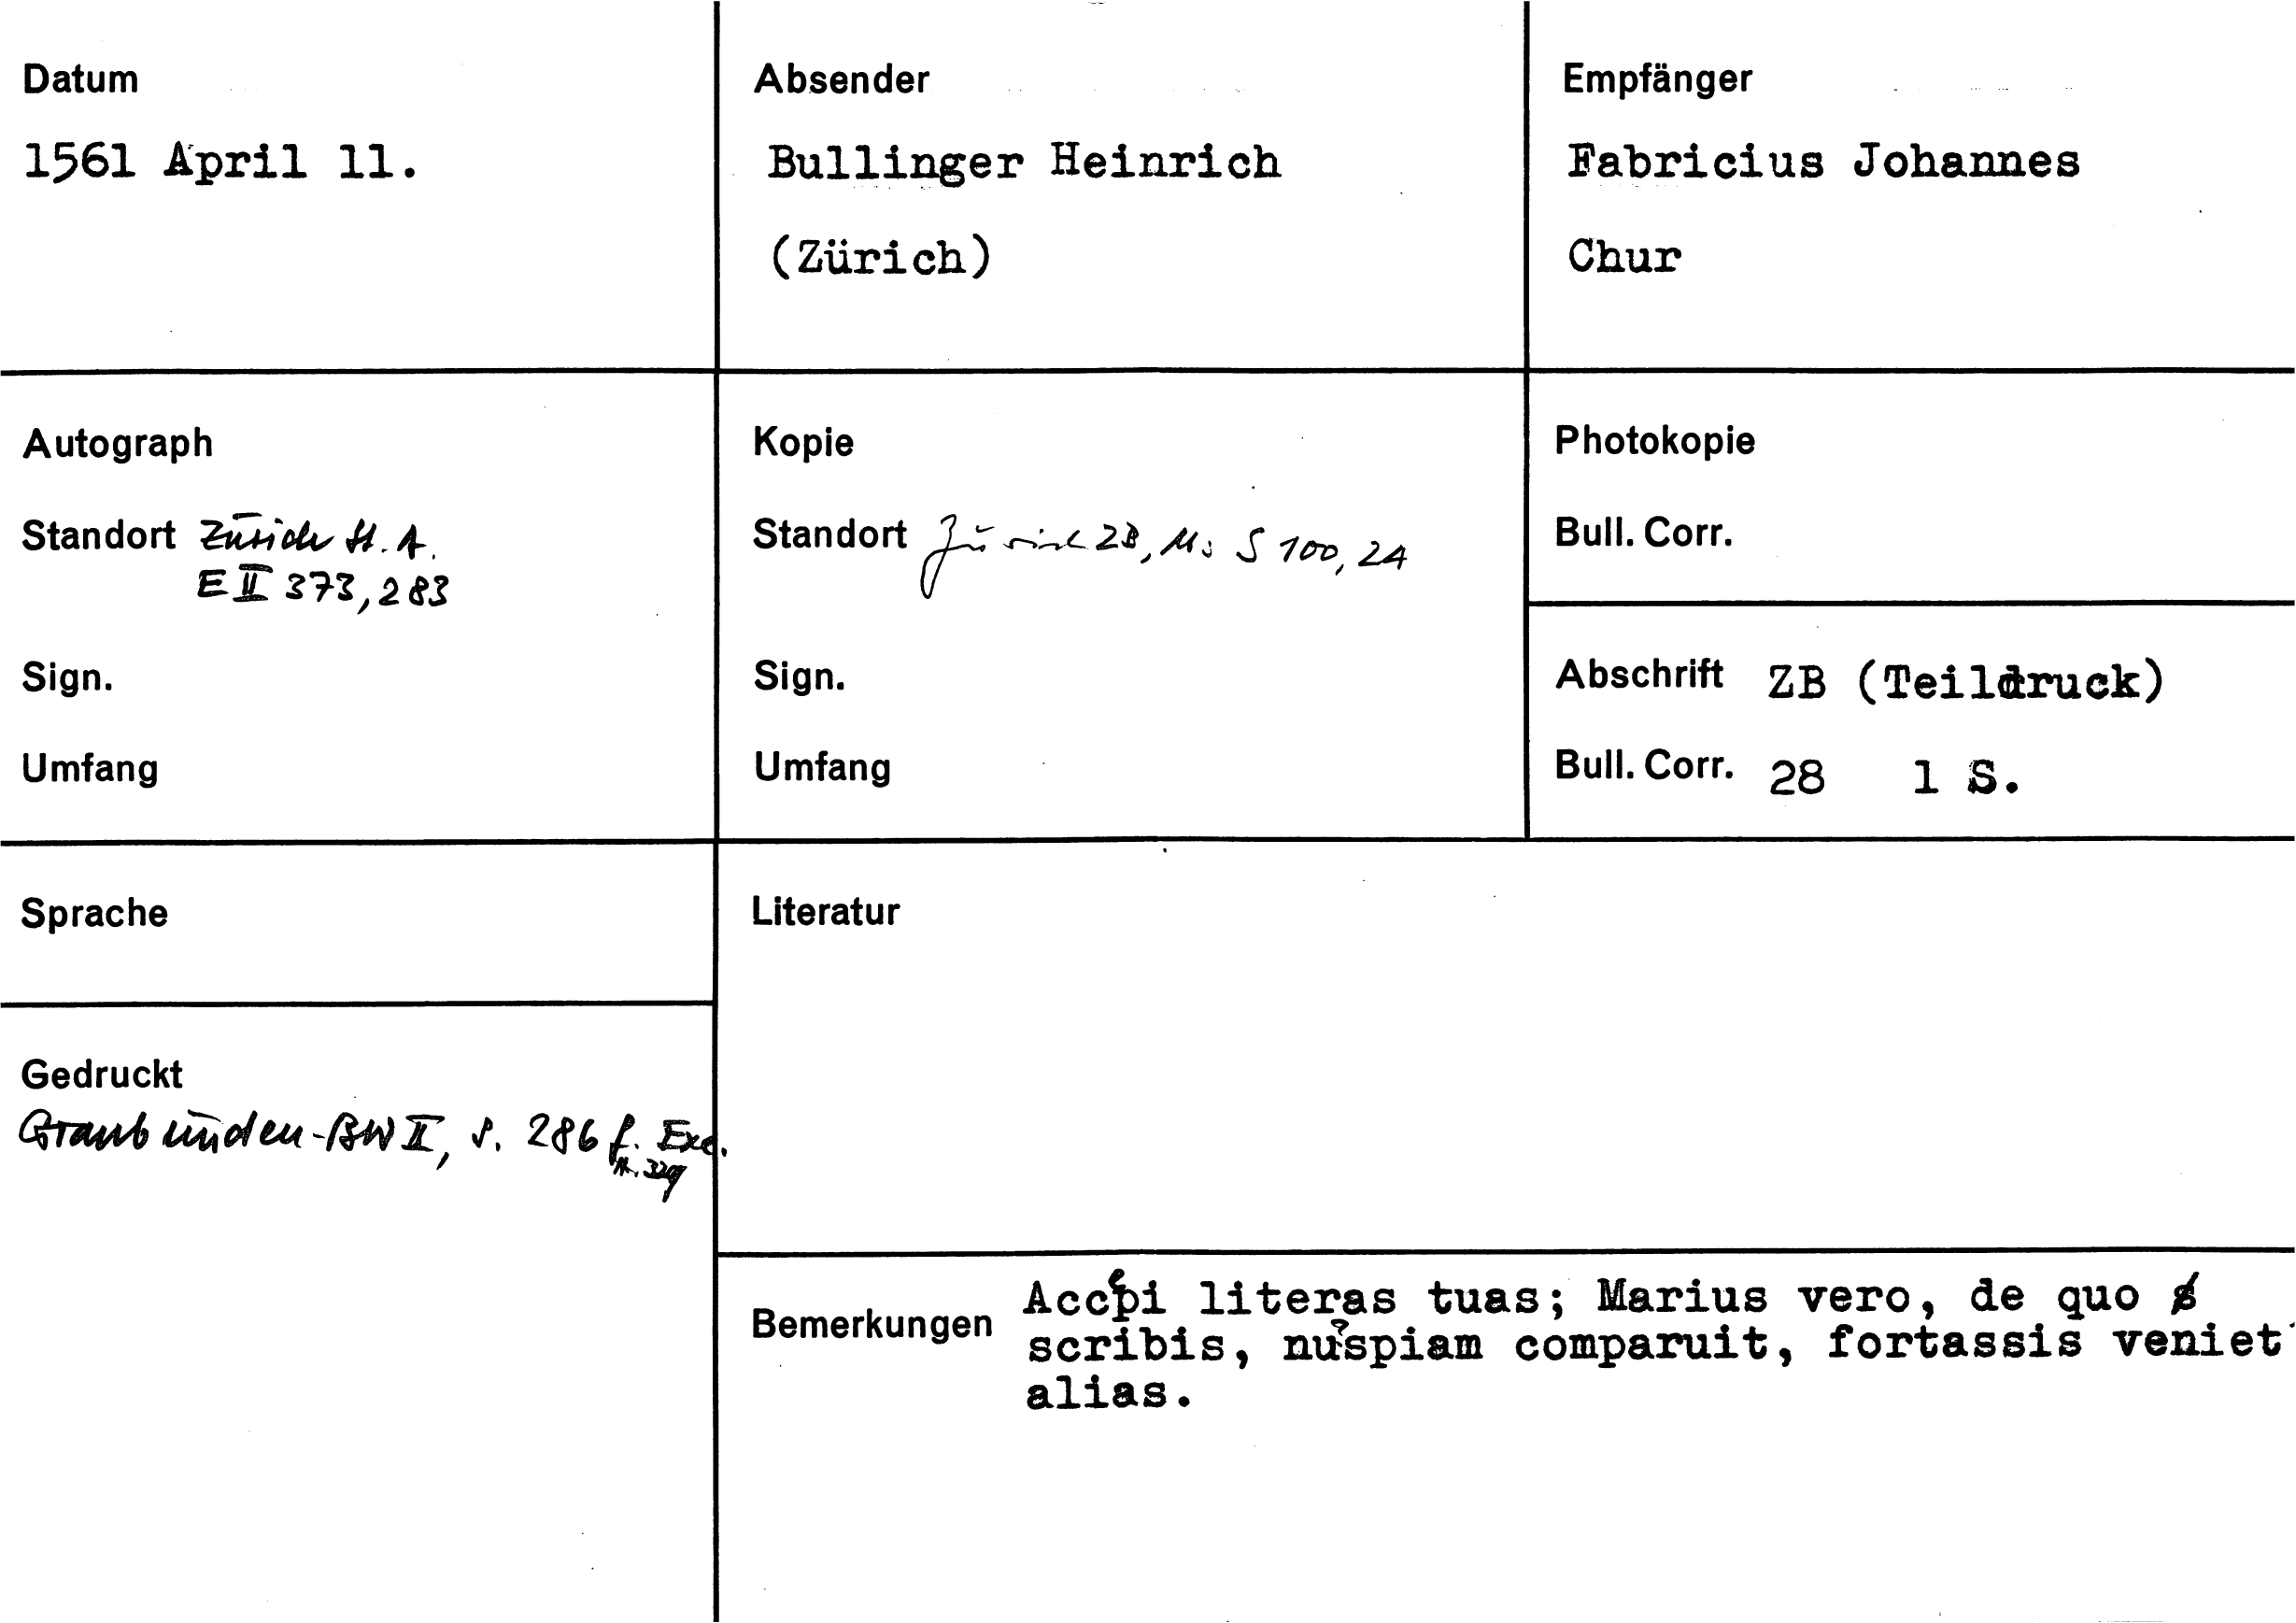 Datum
1561 April 11.
Absender
Bullinger Heinrich
(Zürich)
Empfänger
Fabricius Johannes
Chur
Autograph
Standort Zürich St. A.
E II 373, 283
Sign.
Umfang
Kopie
Standort Zürich ZB, Ms S 100, 24
Sign.
Umfang
Photokopie
Bull. Corr.
Abschrift ZB (Teildruck)
Bull. Corr. 28 1 S.
Sprache
Gedruckt
Graubünden-BW II, S. 286 f. Exc.
Literatur
Bemerkungen
Accepi literas tuas; Marius vero, de quo
scribis, nuspiam comparuit, fortassis veniet
alias.